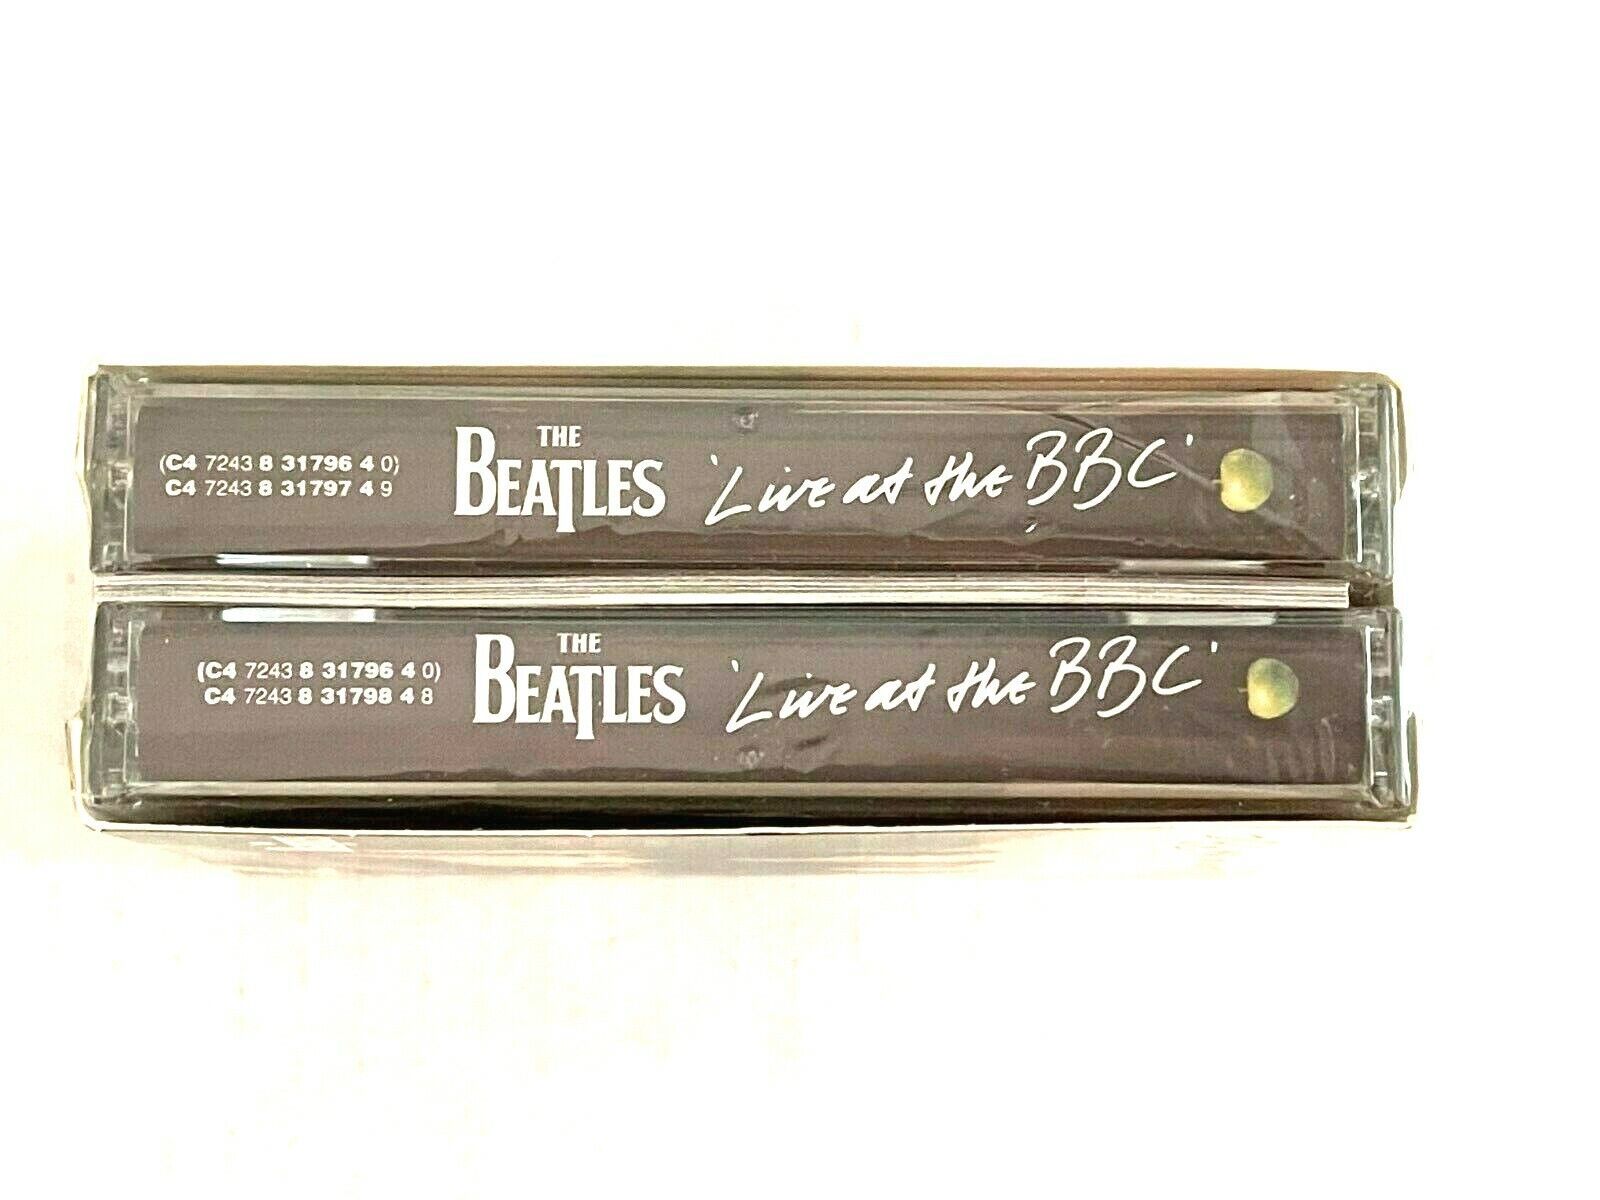 (C4 7243 8 31796 4 0)
C4 7243 8 31797 4 9
THE
BEATLES
'Live at the BBC'
(C4 7243 8 31796 4 0)
C4 7243 8 31798 4 8
THE
BEATLES
'Live at the BBC'